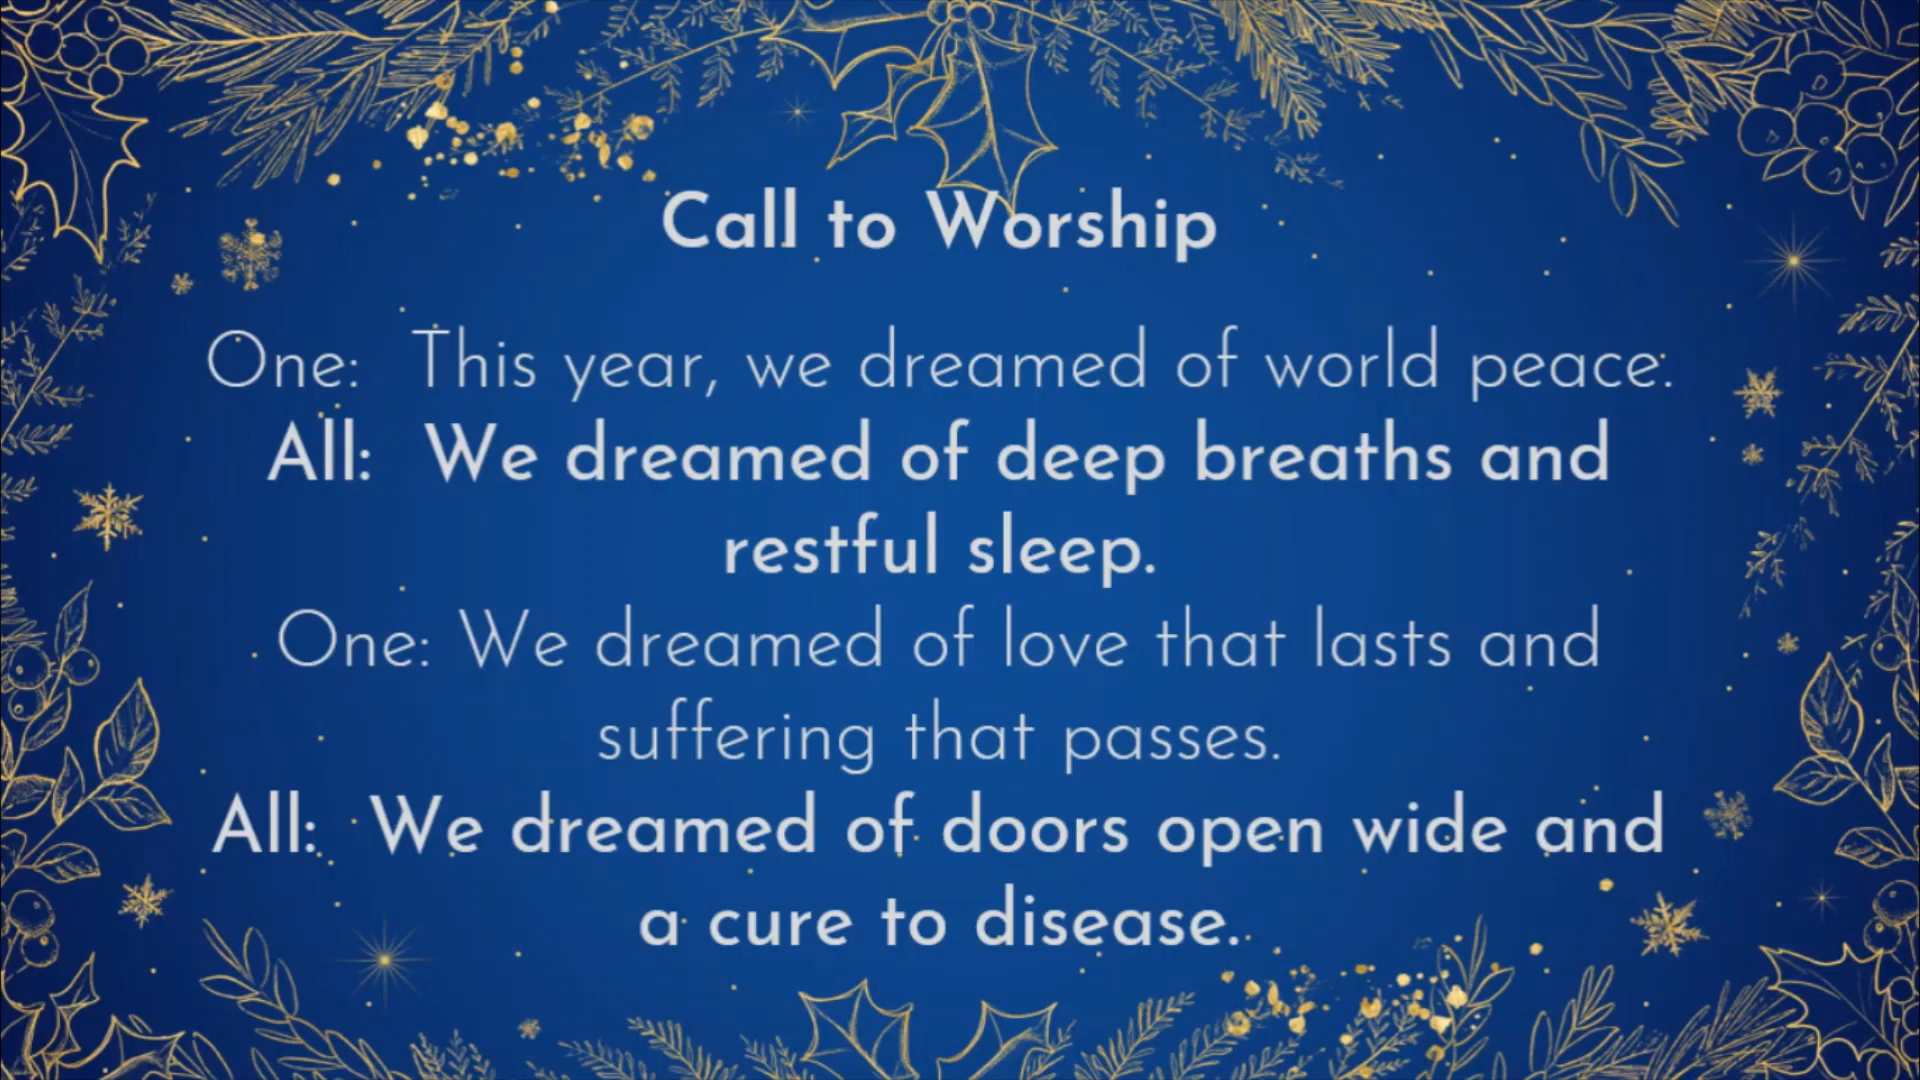 Call to Worship
One: This year, we dreamed of world peace.
All: We dreamed of deep breaths and
restful sleep.
One: We dreamed of love that lasts and
suffering that passes.
All: We dreamed of doors open wide and
a cure to disease.